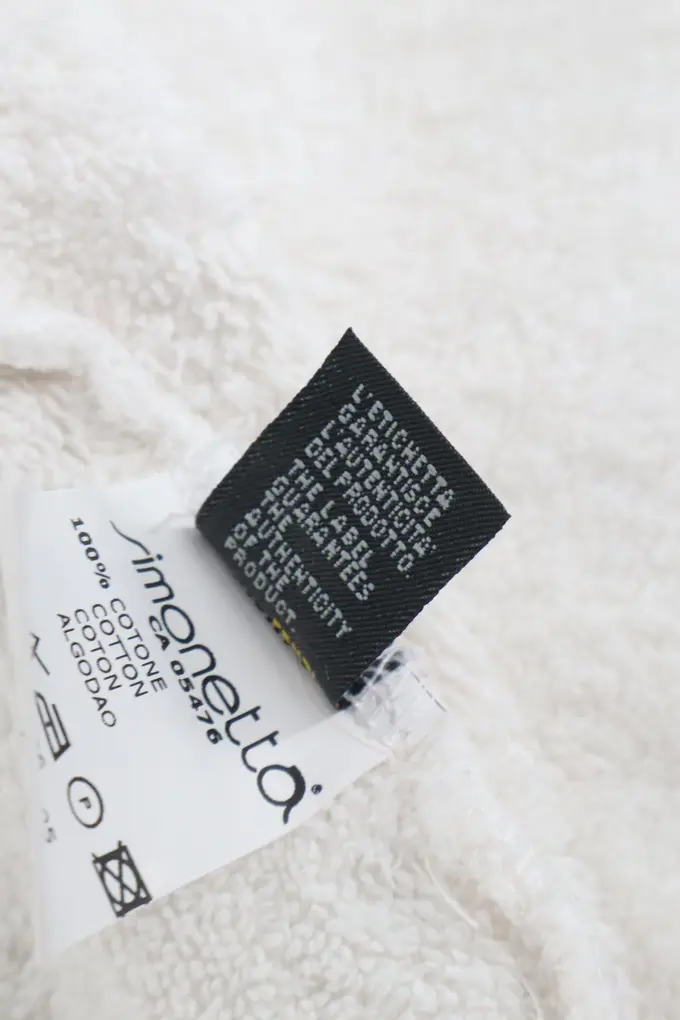 L'ETICHETTA
GARANTISCE
L'AUTENTICITA'
DEL PRODOTTO.
THE LABEL
GUARANTEES
THE
AUTHENTICITY
OF THE
PRODUCT.
simonetta
CA 05476
100% COTONE
COTTON
COTON
ALGODAO
P